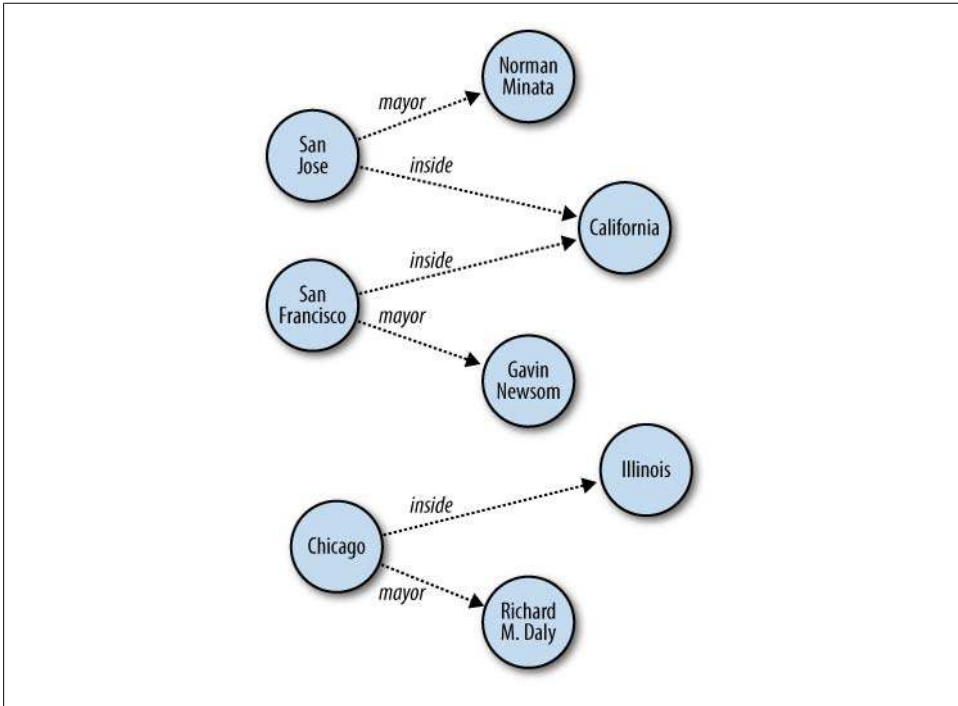 Norman
Minata
mayor
San
Jose
inside
California
inside
San
Francisco
mayor
Gavin
Newsom
Illinois
inside
Chicago
mayor
Richard
M. Daly